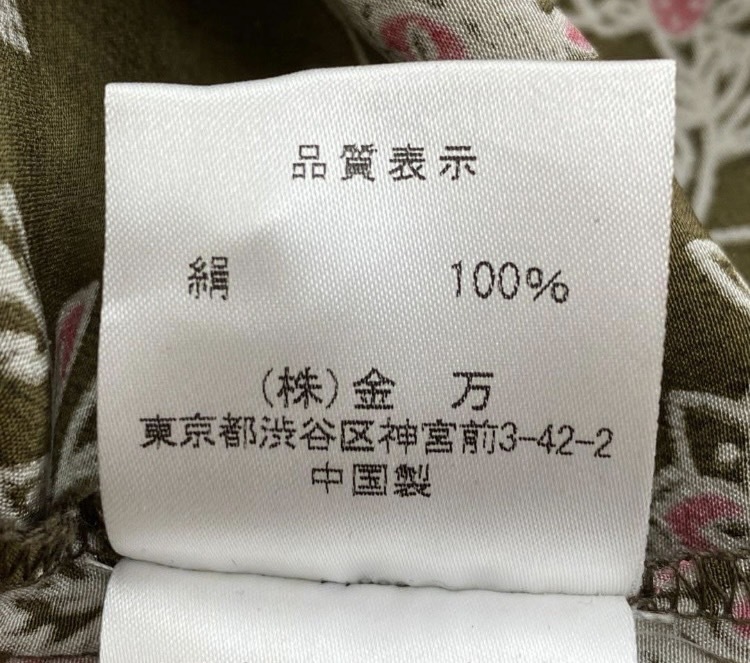 品質表示
絹 100%
(株)金 万
東京都渋谷区神宮前3-42-2
中国製